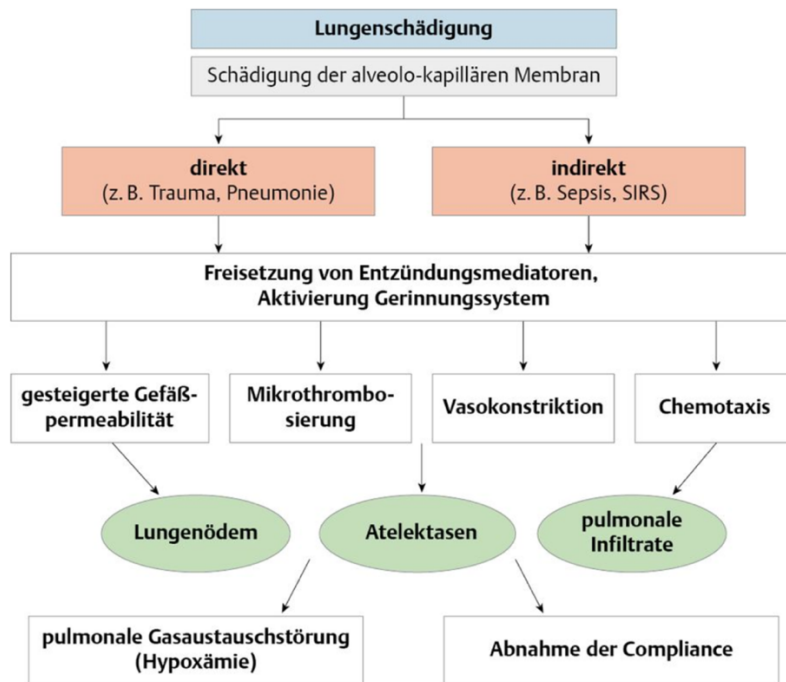 Lungenschädigung
Schädigung der alveolo-kapillären Membran
direkt
(z. B. Trauma, Pneumonie)
indirekt
(z. B. Sepsis, SIRS)
Freisetzung von Entzündungsmediatoren,
Aktivierung Gerinnungssystem
gesteigerte Gefäß-
permeabilität
Mikrothrombo-
sierung
Vasokonstriktion
Chemotaxis
Lungenödem
Atelektasen
pulmonale
Infiltrate
pulmonale Gasaustauschstörung
(Hypoxämie)
Abnahme der Compliance